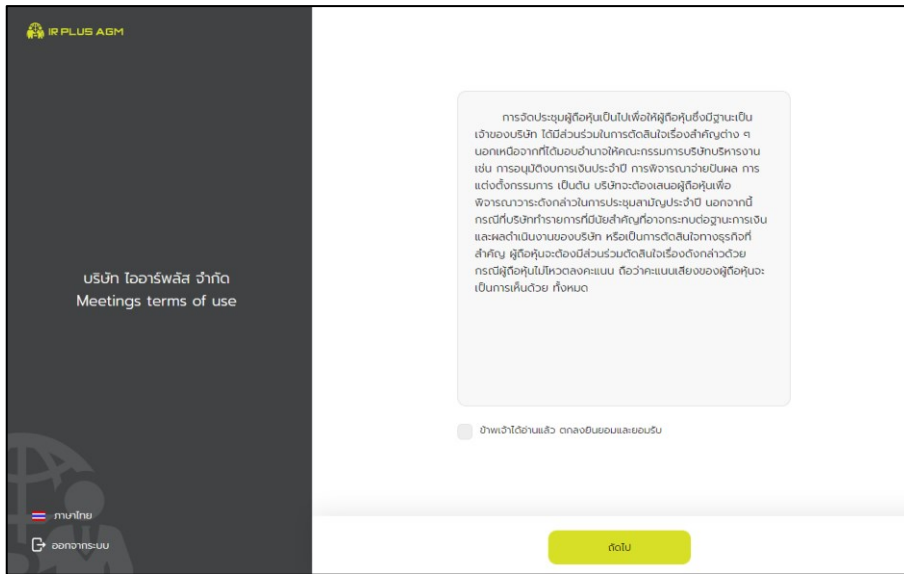 IR PLUS AGM
บริษัท ไออาร์พลัส จำกัด
Meetings terms of use
ภาษาไทย
ออกจากระบบ
การจัดประชุมผู้ถือหุ้นเป็นไปเพื่อให้ผู้ถือหุ้นซึ่งมีฐานะเป็น
เจ้าของบริษัท ได้มีส่วนร่วมในการตัดสินใจเรื่องสำคัญต่าง ๆ
นอกเหนือจากที่ได้มอบอำนาจให้คณะกรรมการบริษัทบริหารงาน
เช่น การอนุมัติงบการเงินประจำปี การพิจารณาจ่ายปันผล การ
แต่งตั้งกรรมการ เป็นต้น บริษัทจะต้องเสนอผู้ถือหุ้นเพื่อ
พิจารณาวาระดังกล่าวในการประชุมสามัญประจำปี นอกจากนี้
กรณีที่บริษัททำรายการที่มีนัยสำคัญที่อาจกระทบต่อฐานะการเงิน
และผลดำเนินงานของบริษัท หรือเป็นการตัดสินใจทางธุรกิจที่
สำคัญ ผู้ถือหุ้นจะต้องมีส่วนร่วมตัดสินใจเรื่องดังกล่าวด้วย
กรณีผู้ถือหุ้นไม่โหวตลงคะแนน ถือว่าคะแนนเสียงของผู้ถือหุ้นจะ
เป็นการเห็นด้วย ทั้งหมด
ข้าพเจ้าได้อ่านแล้ว ตกลงยินยอมและยอมรับ
ถัดไป